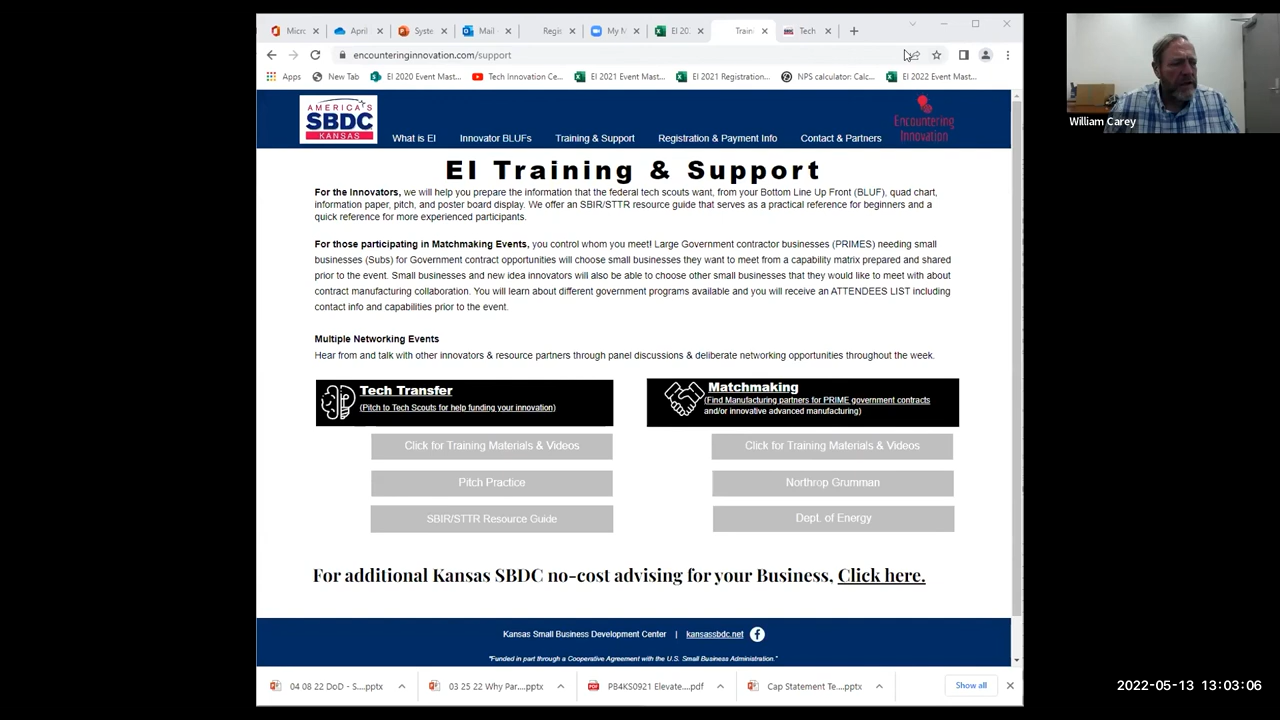 Micro
April
Syste
Mail -
Regis
My M
EI 20
Train
Tech
encounteringinnovation.com/support
Apps
New Tab
EI 2020 Event Mast...
Tech Innovation Ce...
EI 2021 Event Mast...
EI 2021 Registration...
NPS calculator: Calc...
EI 2022 Event Mast...
AMERICA'S
SBDC
KANSAS
What is EI
Innovator BLUFs
Training & Support
Registration & Payment Info
Contact & Partners
Encountering
Innovation
William Carey
EI Training & Support
For the Innovators, we will help you prepare the information that the federal tech scouts want, from your Bottom Line Up Front (BLUF), quad chart,
information paper, pitch, and poster board display. We offer an SBIR/STTR resource guide that serves as a practical reference for beginners and a
quick reference for more experienced participants.
For those participating in Matchmaking Events, you control whom you meet! Large Government contractor businesses (PRIMES) needing small
businesses (Subs) for Government contract opportunities will choose small businesses they want to meet from a capability matrix prepared and shared
prior to the event. Small businesses and new idea innovators will also be able to choose other small businesses that they would like to meet with about
contract manufacturing collaboration. You will learn about different government programs available and you will receive an ATTENDEES LIST including
contact info and capabilities prior to the event.
Multiple Networking Events
Hear from and talk with other innovators & resource partners through panel discussions & deliberate networking opportunities throughout the week.
Tech Transfer
(Pitch to Tech Scouts for help funding your innovation)
Click for Training Materials & Videos
Pitch Practice
SBIR/STTR Resource Guide
Matchmaking
(Find Manufacturing partners for PRIME government contracts
and/or innovative advanced manufacturing)
Click for Training Materials & Videos
Northrop Grumman
Dept. of Energy
For additional Kansas SBDC no-cost advising for your Business, Click here.
Kansas Small Business Development Center | kansassbdc.net
"Funded in part through a Cooperative Agreement with the U.S. Small Business Administration."
04 08 22 DoD - S....pptx
03 25 22 Why Par....pptx
PB4KS0921 Elevate....pdf
Cap Statement Te....pptx
Show all
2022-05-13 13:03:06